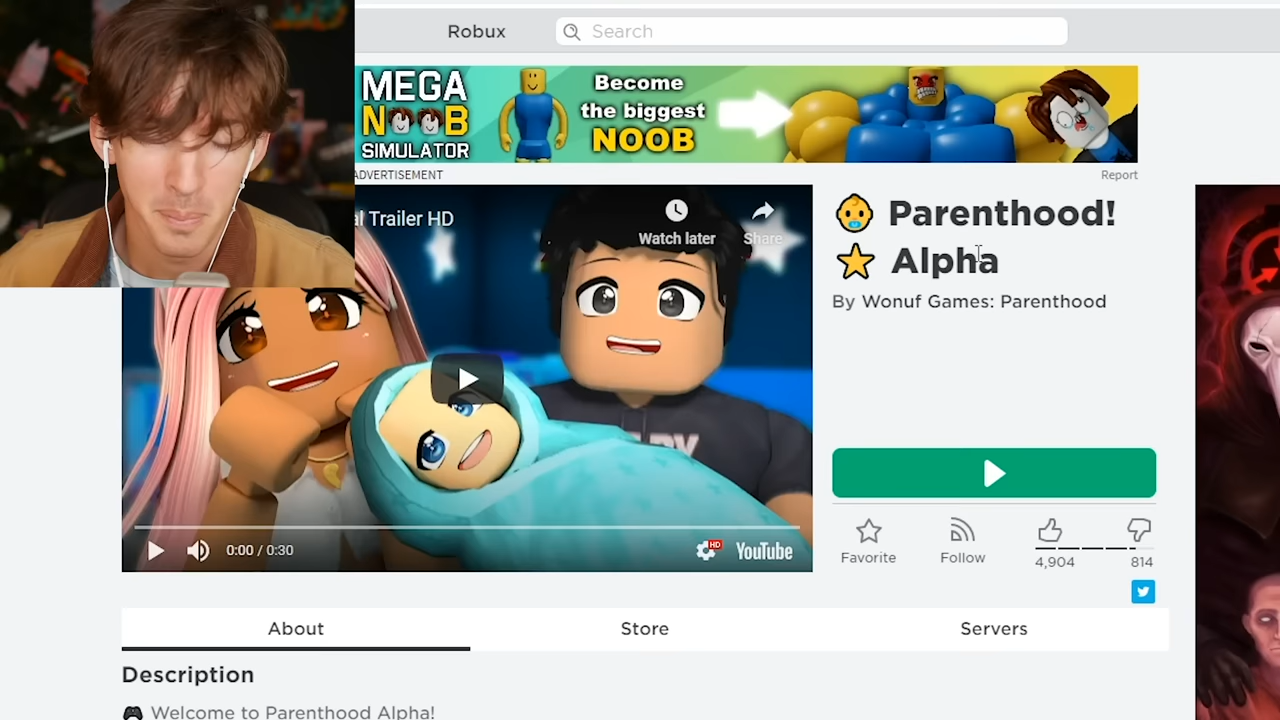 Robux
Search
MEGA
NOOB
SIMULATOR
Become
the biggest
NOOB
ADVERTISEMENT
Report
al Trailer HD
Watch later
Share
Parenthood!
Alpha
By Wonuf Games: Parenthood
0:00 / 0:30
HD
YouTube
Favorite
Follow
4,904
814
About
Store
Servers
Description
Welcome to Parenthood Alpha!